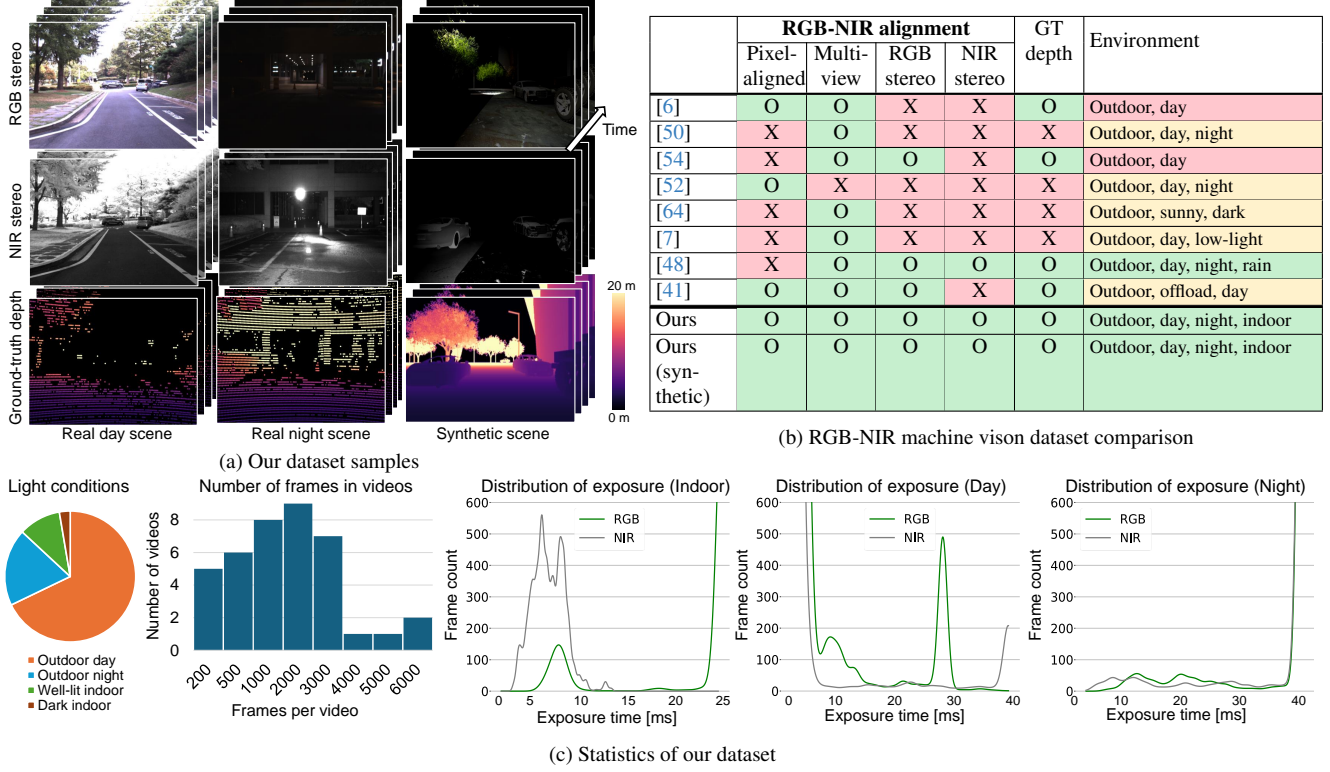 RGB stereo
NIR stereo
Ground-truth depth
Time
20 m
0 m
Real day scene
Real night scene
Synthetic scene
(a) Our dataset samples
RGB-NIR alignment GT depth Environment
Pixel-aligned Multi-view RGB stereo NIR stereo
[6] O O X X O Outdoor, day
[50] X O X X X Outdoor, day, night
[54] X O O X O Outdoor, day
[52] O X X X X Outdoor, day, night
[64] X O X X X Outdoor, sunny, dark
[7] X O X X X Outdoor, day, low-light
[48] X O O O O Outdoor, day, night, rain
[41] O O O X O Outdoor, offload, day
Ours O O O O O Outdoor, day, night, indoor
Ours O O O O O Outdoor, day, night, indoor
(syn-
thetic)
(b) RGB-NIR machine vison dataset comparison
Light conditions
Outdoor day
Outdoor night
Well-lit indoor
Dark indoor
Number of frames in videos
Number of videos
8
6
4
2
0
200 500 1000 2000 3000 4000 5000 6000
Frames per video
Distribution of exposure (Indoor)
RGB
NIR
Frame count
600
500
400
300
200
100
0
0 5 10 15 20 25
Exposure time [ms]
Distribution of exposure (Day)
RGB
NIR
Frame count
600
500
400
300
200
100
0
0 10 20 30 40
Exposure time [ms]
Distribution of exposure (Night)
RGB
NIR
Frame count
600
500
400
300
200
100
0
0 10 20 30 40
Exposure time [ms]
(c) Statistics of our dataset